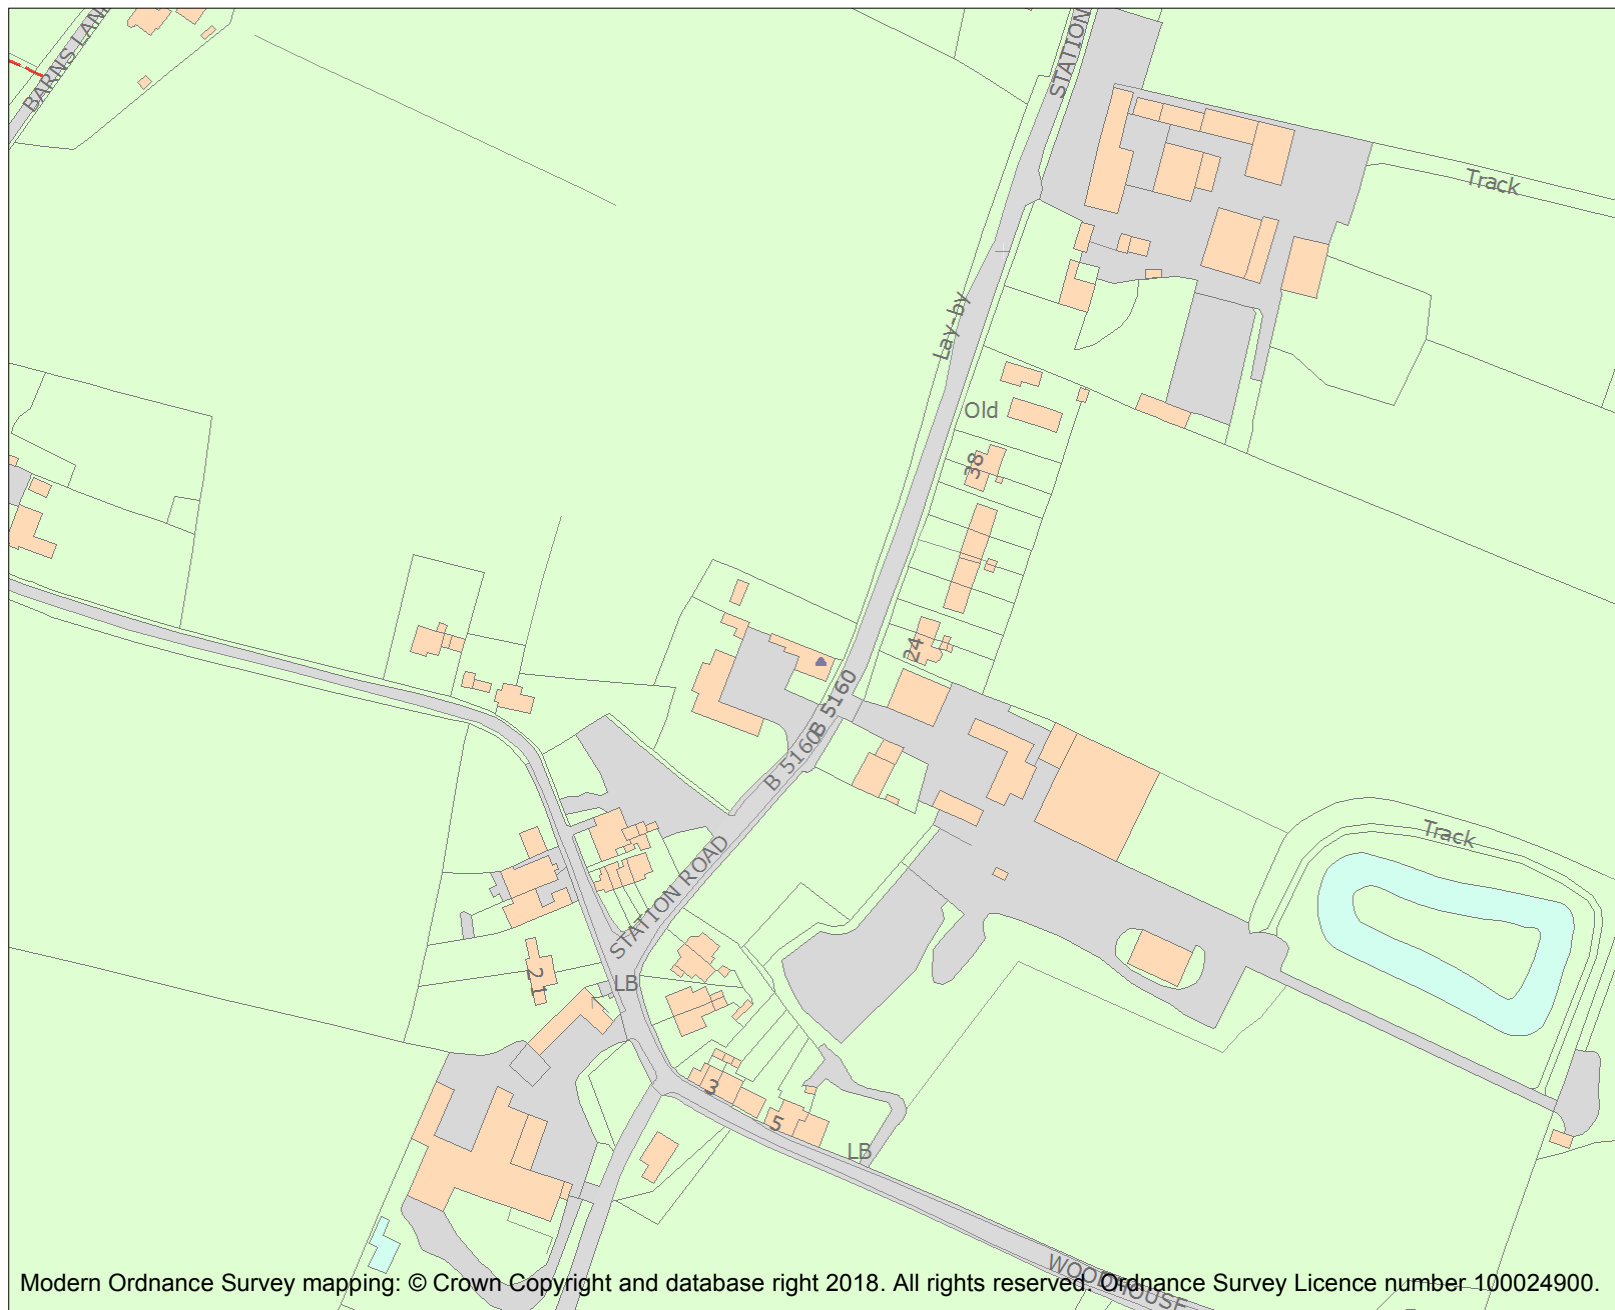 BARNS LANE
STATION
Track
Lay-by
Old
38
24
B 5160
B 5160
Track
STATION ROAD
21
LB
3
5
LB
WOODHOUSE
Modern Ordnance Survey mapping: © Crown Copyright and database right 2018. All rights reserved. Ordnance Survey Licence number 100024900.